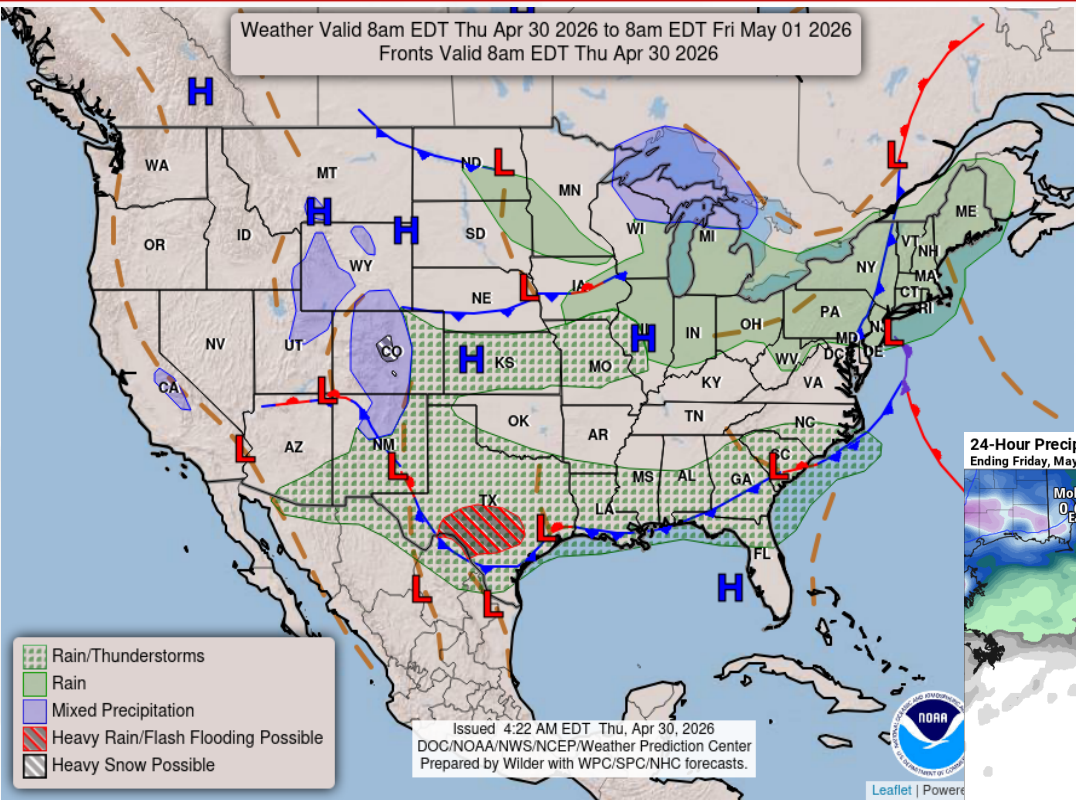 Weather Valid 8am EDT Thu Apr 30 2026 to 8am EDT Fri May 01 2026
Fronts Valid 8am EDT Thu Apr 30 2026
H
L
WA
MT
ND
L
MN
ME
OR
ID
H
H
SD
WI
MI
VT
NH
WY
NY
MA
CT
RI
NE
L
IA
PA
NJ
L
NV
UT
CO
H
KS
MO
IL
H
IN
OH
WV
MD
DC
DE
CA
L
KY
VA
OK
AR
TN
NC
AZ
NM
L
L
MS
AL
GA
SC
L
TX
LA
L
FL
H
L
L
24-Hour Precip
Ending Friday, May
Rain/Thunderstorms
Rain
Mixed Precipitation
Heavy Rain/Flash Flooding Possible
Heavy Snow Possible
Issued 4:22 AM EDT Thu, Apr 30, 2026
DOC/NOAA/NWS/NCEP/Weather Prediction Center
Prepared by Wilder with WPC/SPC/NHC forecasts.
NOAA
Leaflet | Powere